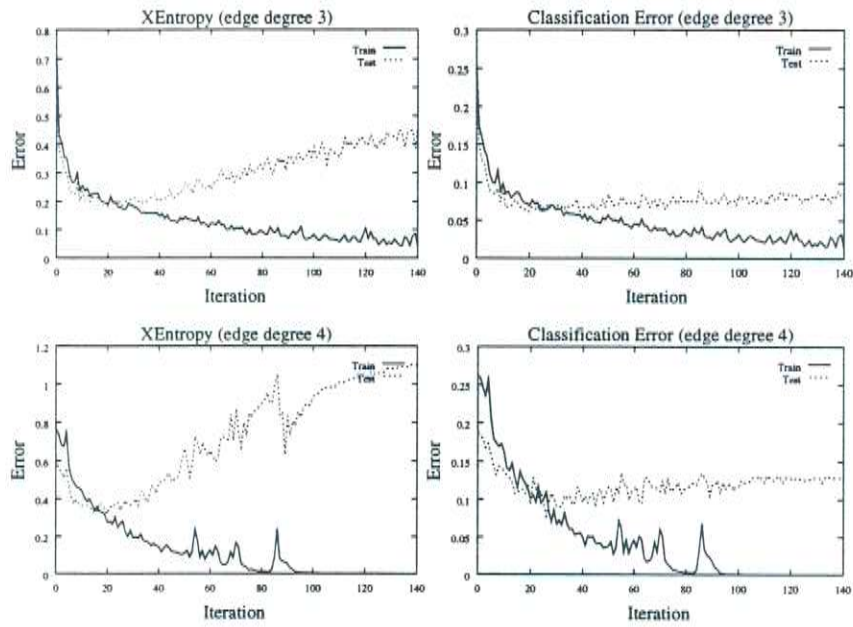 XEntropy (edge degree 3)
0.8
0.7
0.6
0.5
0.4
0.3
0.2
0.1
0
Error
Train
Test
0 20 40 60 80 100 120 140
Iteration
Classification Error (edge degree 3)
0.3
0.25
0.2
0.15
0.1
0.05
0
Error
Train
Test
0 20 40 60 80 100 120 140
Iteration
XEntropy (edge degree 4)
1.2
1
0.8
0.6
0.4
0.2
0
Error
Train
Test
0 20 40 60 80 100 120 140
Iteration
Classification Error (edge degree 4)
0.3
0.25
0.2
0.15
0.1
0.05
0
Error
Train
Test
0 20 40 60 80 100 120 140
Iteration